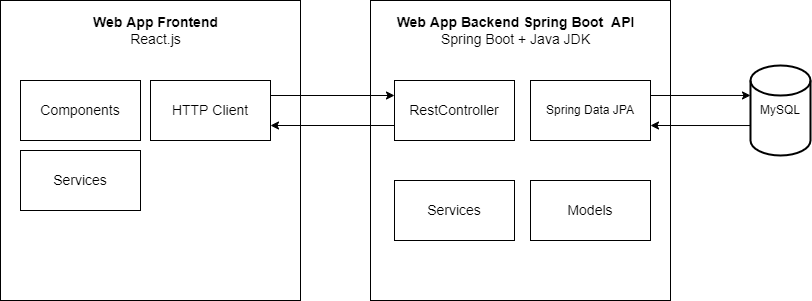 Web App Frontend
React.js
Components
HTTP Client
Services
Web App Backend Spring Boot  API
Spring Boot + Java JDK
RestController
Spring Data JPA
Services
Models
MySQL